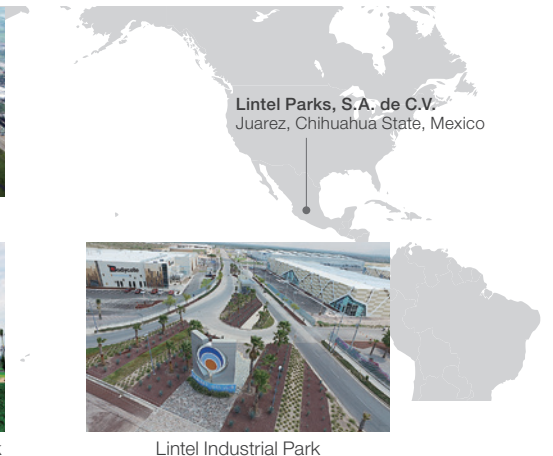 Lintel Parks, S.A. de C.V.
Juarez, Chihuahua State, Mexico
Lintel Industrial Park